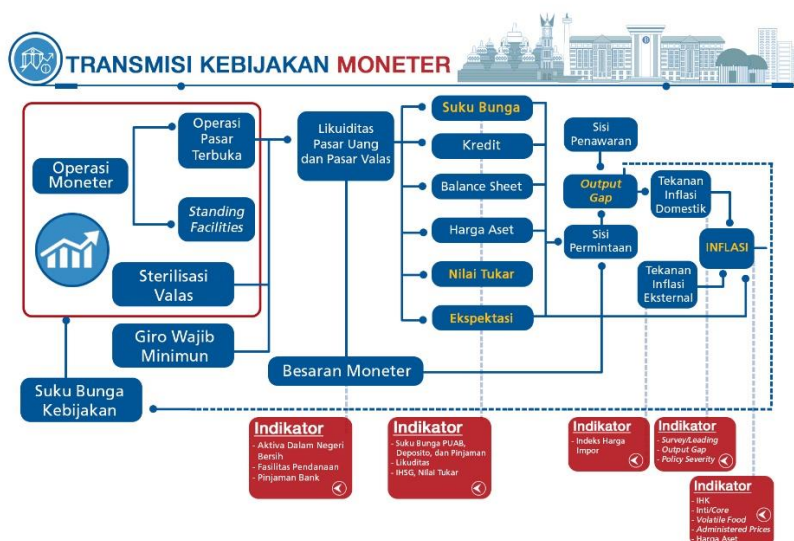 TRANSMISI KEBIJAKAN MONETER
Operasi
Moneter
Operasi
Pasar
Terbuka
Standing
Facilities
Sterilisasi
Valas
Giro Wajib
Minimun
Suku Bunga
Kebijakan
Likuiditas
Pasar Uang
dan Pasar Valas
Besaran Moneter
Suku Bunga
Kredit
Balance Sheet
Harga Aset
Nilai Tukar
Ekspektasi
Sisi
Penawaran
Output
Gap
Sisi
Permintaan
Tekanan
Inflasi
Domestik
Tekanan
Inflasi
Eksternal
INFLASI
Indikator
- Aktiva Dalam Negeri
Bersih
- Fasilitas Pendanaan
- Pinjaman Bank
Indikator
- Suku Bunga PUAB,
Deposito, dan Pinjaman
- Likuditas
- IHSG, Nilai Tukar
Indikator
- Indeks Harga
Impor
Indikator
- Survey/Leading
- Output Gap
- Policy Severity
Indikator
- IHK
- Inti/Core
- Volatile Food
- Administered Prices
- Harga Aset